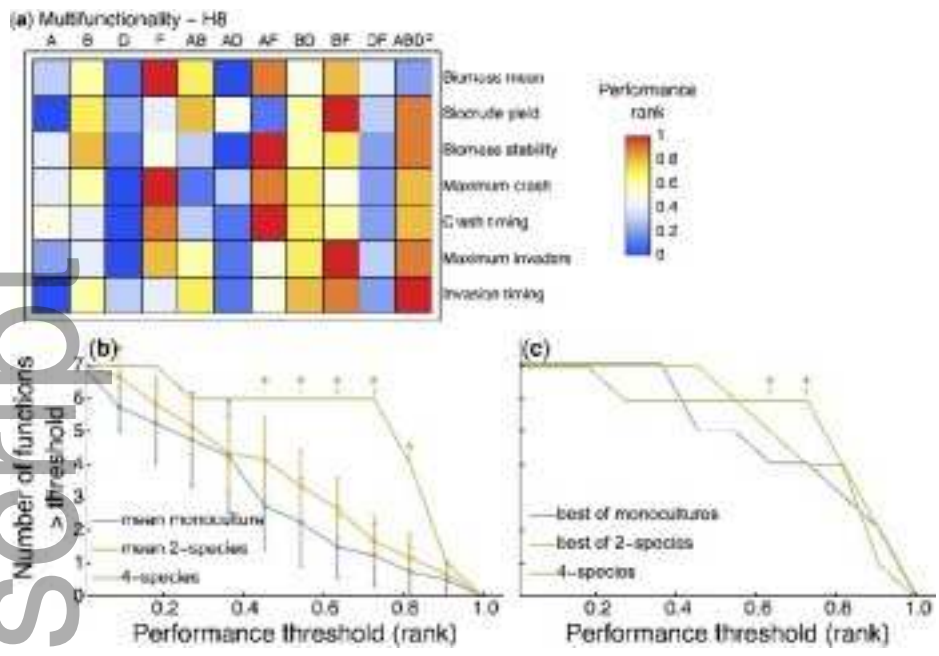 (a) Multifunctionality – H8
A B D F AB AD AF BD BF DF
Biomass mean
Biocrude yield
Biomass stability
Maximum crash
Crash timing
Maximum invaders
Invasion timing
Performance
rank
1
0.8
0.6
0.4
0.2
0
(b)
Number of functions
> threshold
7
6
5
4
3
2
1
0
+ + + +
+
mean monoculture
mean 2–species
4–species
0.2 0.4 0.6 0.8 1.0
Performance threshold (rank)
(c)
+ +
best of monocultures
best of 2–species
4–species
0.2 0.4 0.6 0.8 1.0
Performance threshold (rank)